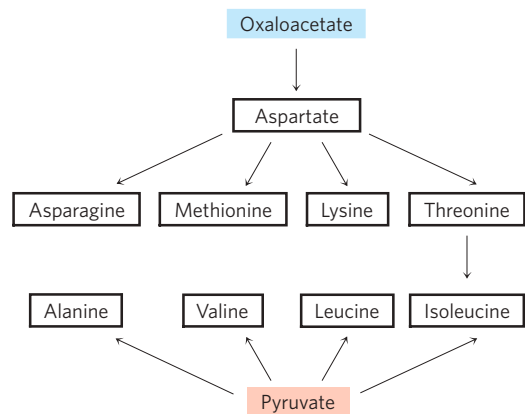 Oxaloacetate
Aspartate
Asparagine
Methionine
Lysine
Threonine
Alanine
Valine
Leucine
Isoleucine
Pyruvate